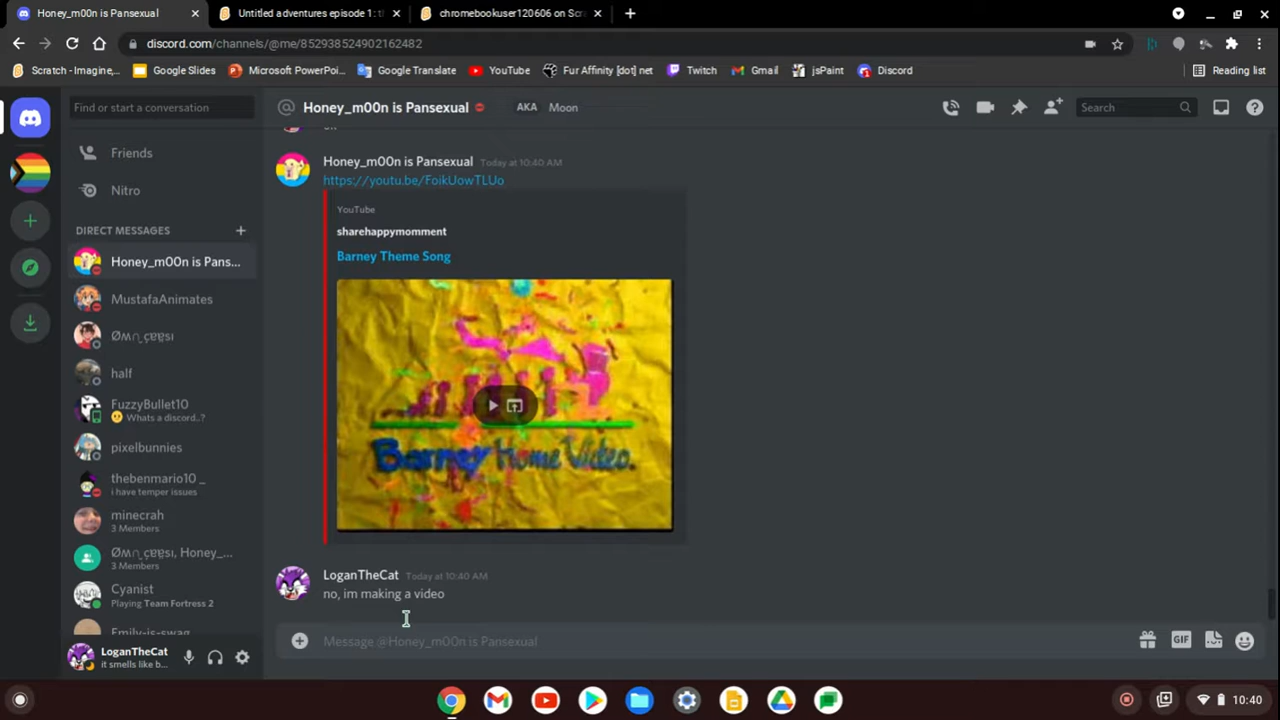 Honey_m00n is Pansexual
Untitled adventures episode 1: t
chromebookuser120606 on Scr
discord.com/channels/@me/852938524902162482
Scratch - Imagine,...
Google Slides
Microsoft PowerPoi...
Google Translate
YouTube
Fur Affinity [dot] net
Twitch
Gmail
jsPaint
Discord
Reading list
Find or start a conversation
@ Honey_m00n is Pansexual
AKA Moon
Search
Friends
Nitro
DIRECT MESSAGES
Honey_m00n is Pans...
MustafaAnimates
half
FuzzyBullet10
Whats a discord..?
pixelbunnies
thebenmario10_
i have temper issues
minecrah
3 Members
Honey_...
3 Members
Cyanist
Playing Team Fortress 2
Emily-is-swag
LoganTheCat
it smells like b...
Honey_m00n is Pansexual Today at 10:40 AM
https://youtu.be/FoikUowTLUo
YouTube
sharehappymomment
Barney Theme Song
Barney Home Video.
LoganTheCat Today at 10:40 AM
no, im making a video
Message @Honey_m00n is Pansexual
GIF
10:40